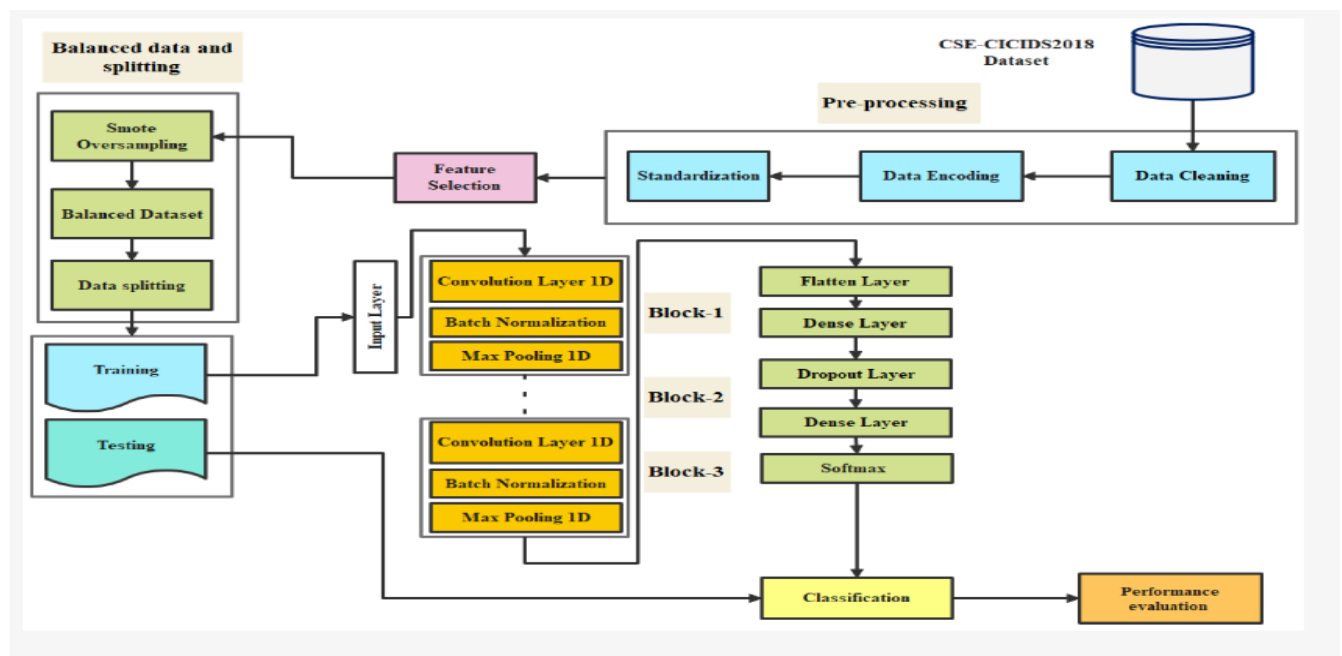 Balanced data and
splitting
CSE-CICIDS2018
Dataset
Pre-processing
Smote
Oversampling
Feature
Selection
Standardization
Data Encoding
Data Cleaning
Balanced Dataset
Data splitting
Training
Testing
Input Layer
Convolution Layer 1D
Batch Normalization
Max Pooling 1D
Convolution Layer 1D
Batch Normalization
Max Pooling 1D
Block-1
Block-2
Block-3
Flatten Layer
Dense Layer
Dropout Layer
Dense Layer
Softmax
Classification
Performance
evaluation